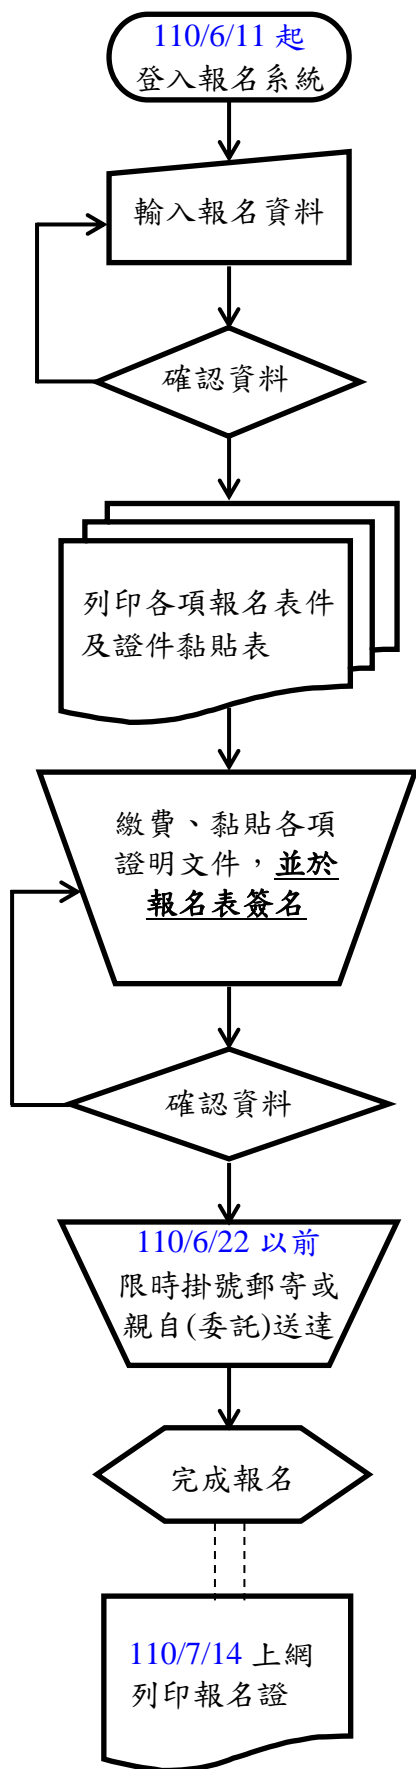 110/6/11 起
登入報名系統
輸入報名資料
確認資料
列印各項報名表件
及證件黏貼表
繳費、黏貼各項
證明文件，並於
報名表簽名
確認資料
110/6/22 以前
限時掛號郵寄或
親自(委託)送達
完成報名
110/7/14 上網
列印報名證